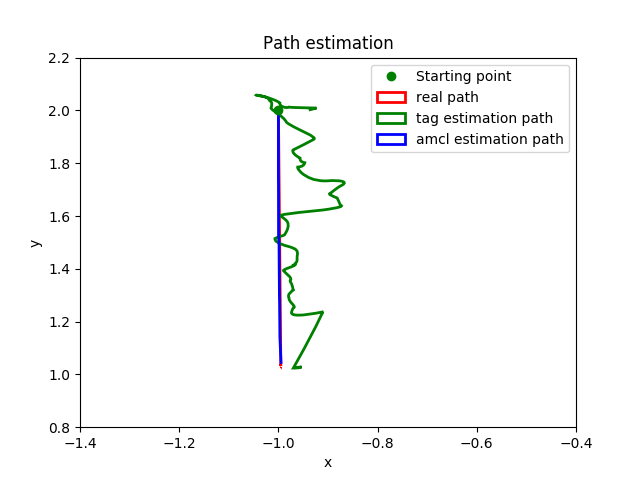 Path estimation
Starting point
real path
tag estimation path
amcl estimation path
2.2
2.0
1.8
1.6
1.4
1.2
1.0
0.8
y
−1.4
−1.2
−1.0
−0.8
−0.6
−0.4
x